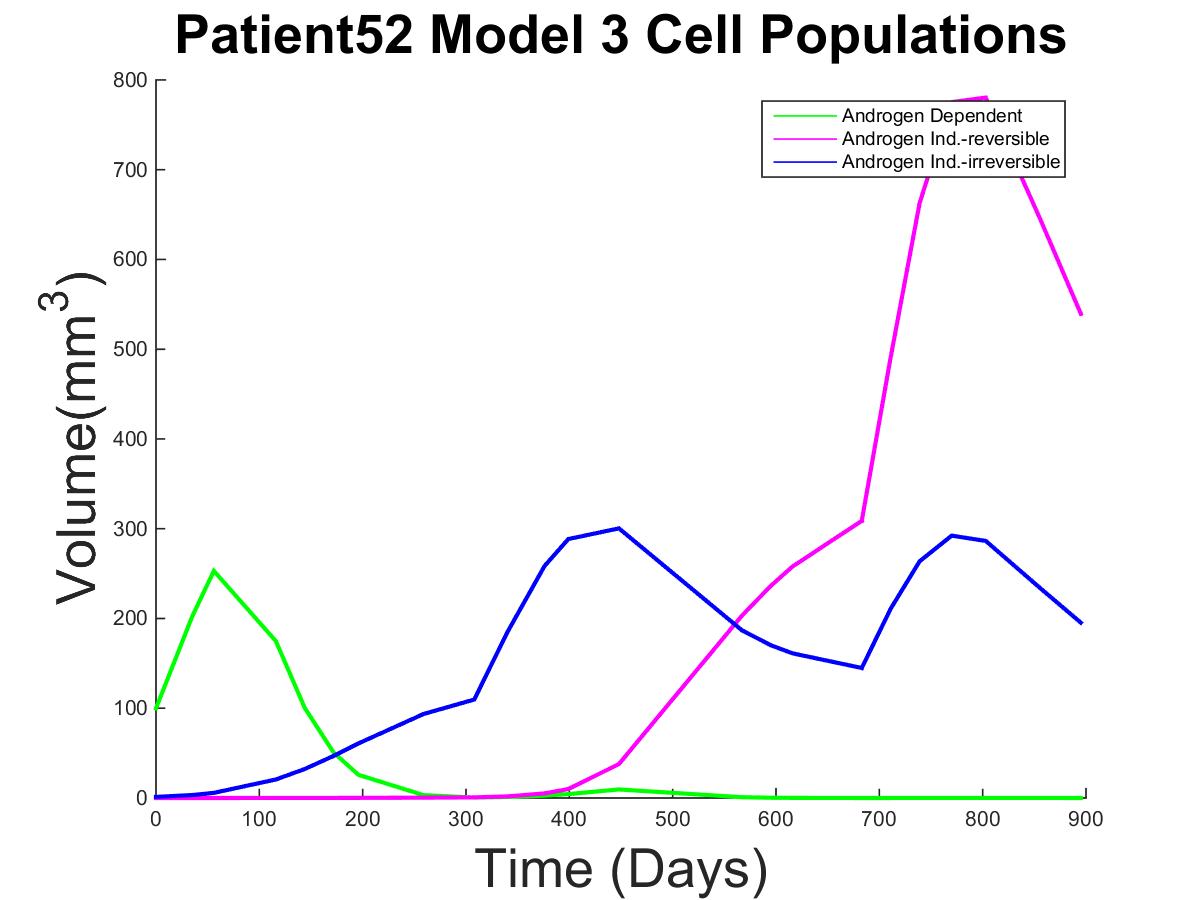 Patient52 Model 3 Cell Populations
800
700
600
500
400
300
200
100
0
Volume(mm³)
Androgen Dependent
Androgen Ind.-reversible
Androgen Ind.-irreversible
0 100 200 300 400 500 600 700 800 900
Time (Days)